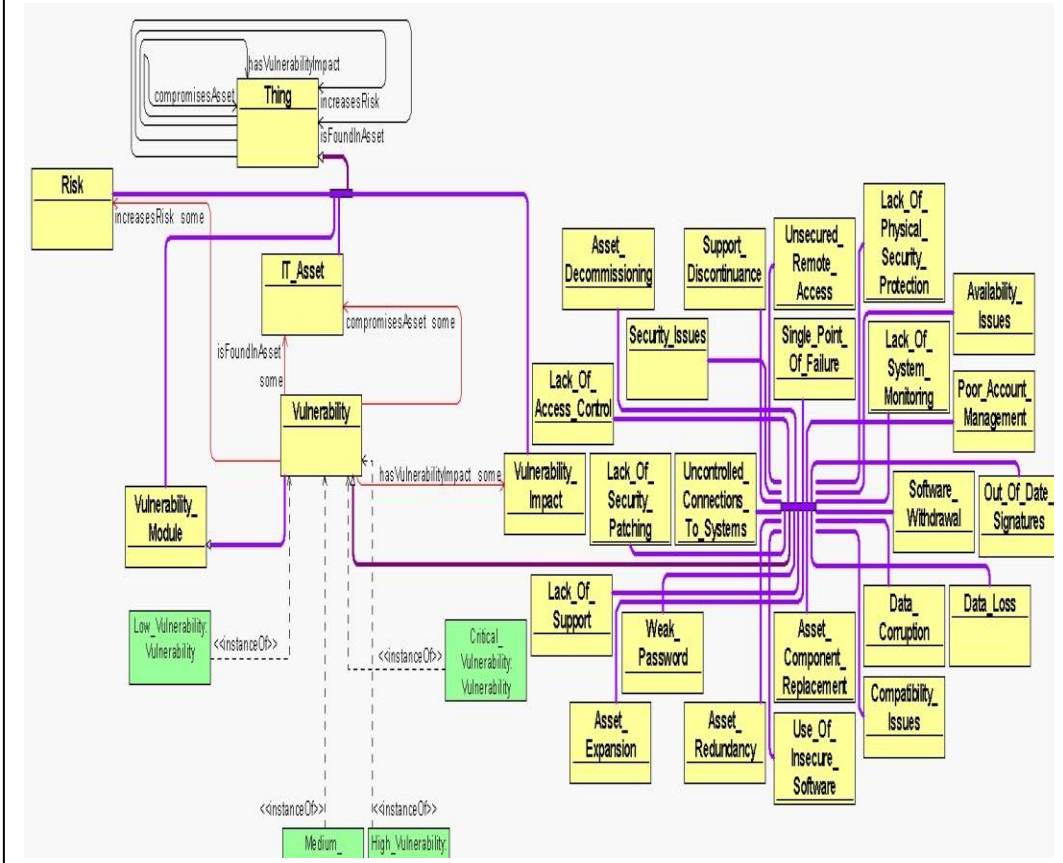 hasVulnerabilityImpact
compromisesAsset
Thing
increasesRisk
isFoundInAsset
Risk
increasesRisk some
IT_Asset
compromisesAsset some
isFoundInAsset
some
Vulnerability
hasVulnerabilityImpact some
Vulnerability_
Impact
Vulnerability_
Module
Low_Vulnerability:
Vulnerability
<<instanceOf>>
<<instanceOf>>
Critical_
Vulnerability:
Vulnerability
<<instanceOf>>
<<instanceOf>>
Medium_
High_Vulnerability:
Asset_
Decommissioning
Support_
Discontinuance
Unsecured_
Remote_
Access
Lack_Of_
Physical_
Security_
Protection
Availability_
Issues
Security_Issues
Single_Point_
Of_Failure
Lack_Of_
System_
Monitoring
Lack_Of_
Access_Control
Poor_Account_
Management
Lack_Of_
Security_
Patching
Uncontrolled_
Connections_
To_Systems
Software_
Withdrawal
Out_Of_Date_
Signatures
Lack_Of_
Support
Weak_
Password
Asset_
Component_
Replacement
Data_
Corruption
Data_Loss
Asset_
Expansion
Asset_
Redundancy
Use_Of_
Insecure_
Software
Compatibility_
Issues